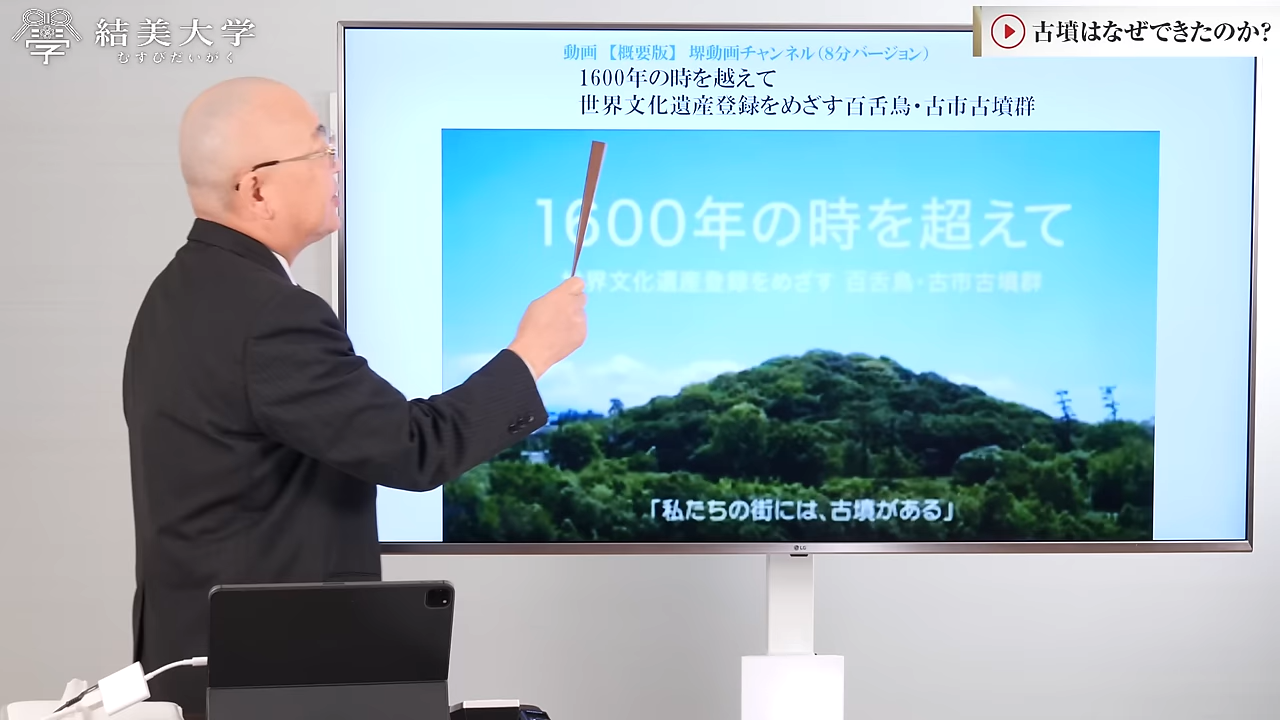 結美大学
むすびだいがく
古墳はなぜできたのか?
動画【概要版】 堺動画チャンネル(8分バージョン)
1600年の時を越えて
世界文化遺産登録をめざす百舌鳥・古市古墳群
1600年の時を超えて
世界文化遺産登録をめざす 百舌鳥・古市古墳群
「私たちの街には、古墳がある」
LG